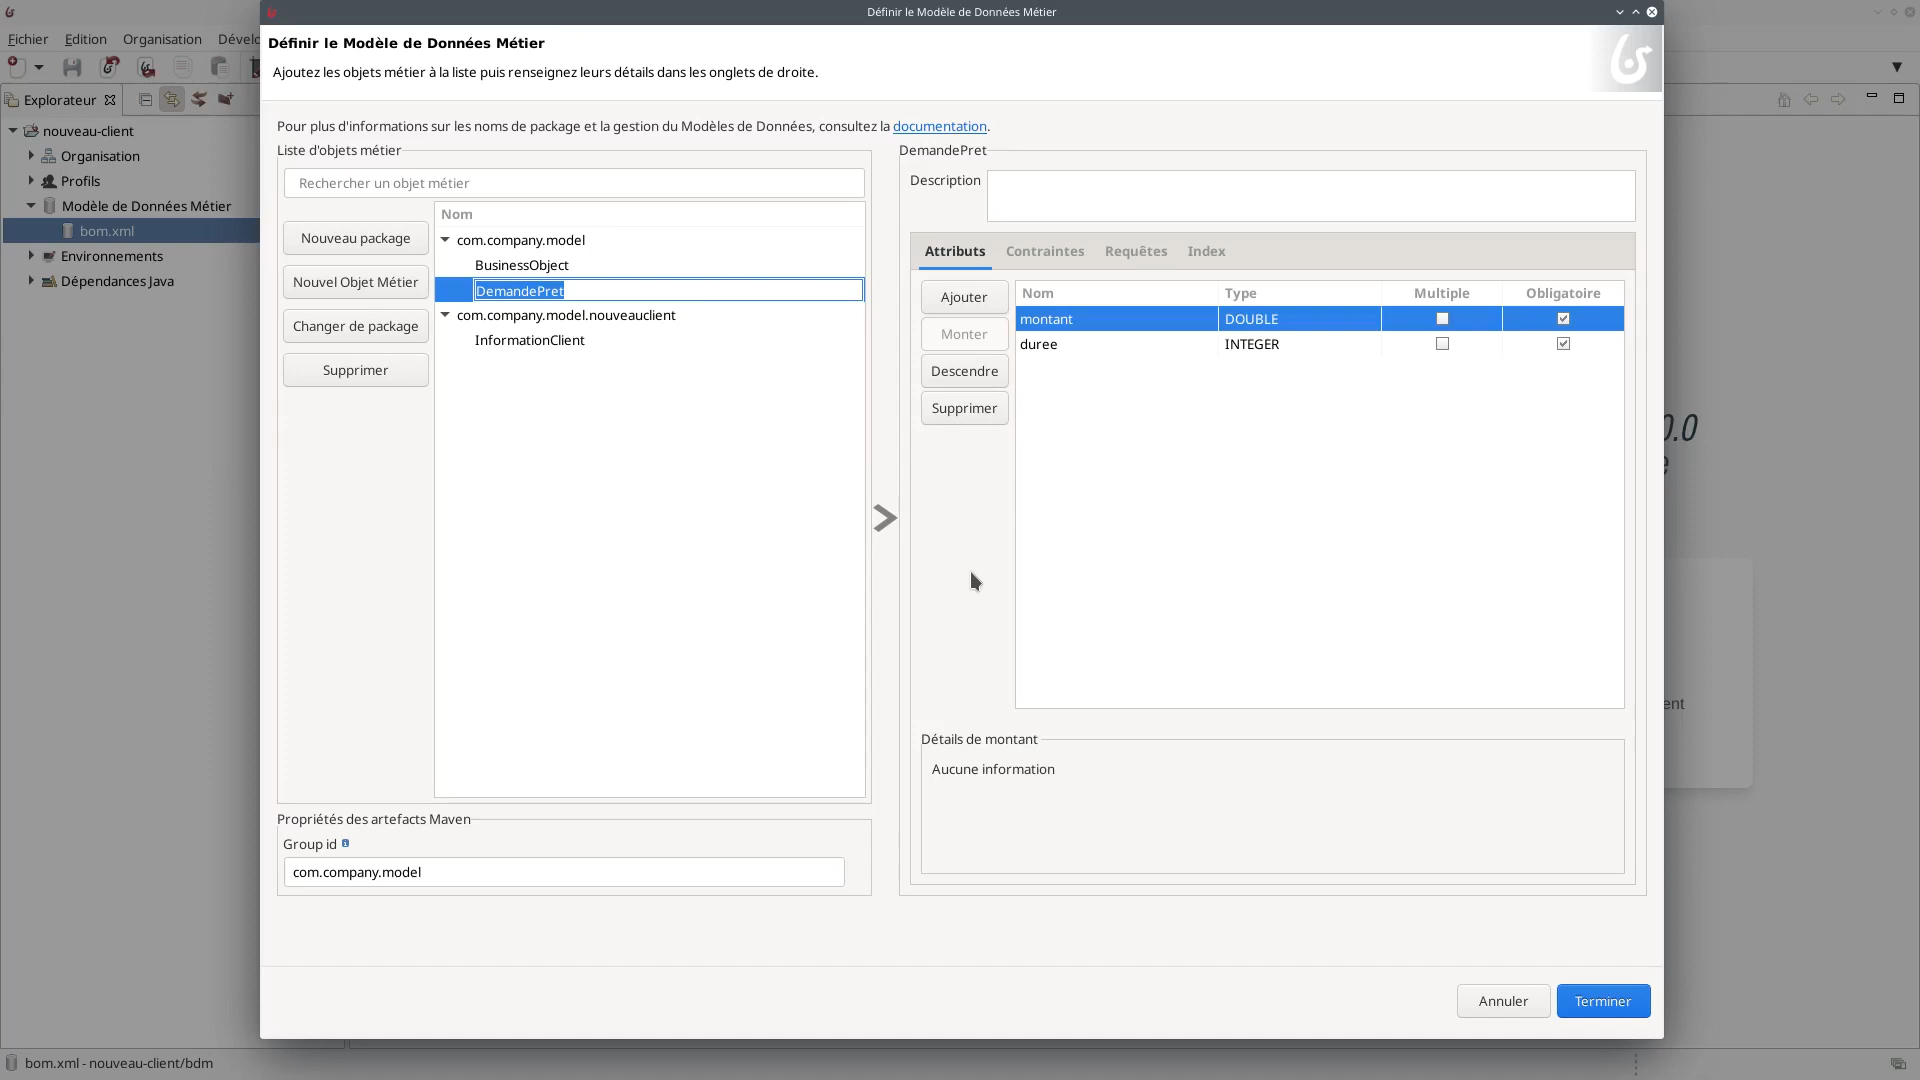 Définir le Modèle de Données Métier
Définir le Modèle de Données Métier
Ajoutez les objets métier à la liste puis renseignez leurs détails dans les onglets de droite.
Fichier Edition Organisation Dévelo
Explorateur
nouveau-client
Organisation
Profils
Modèle de Données Métier
bom.xml
Environnements
Dépendances Java
Pour plus d'informations sur les noms de package et la gestion du Modèles de Données, consultez la documentation.
Liste d'objets métier
Rechercher un objet métier
Nouveau package
Nouvel Objet Métier
Changer de package
Supprimer
Nom
com.company.model
BusinessObject
DemandePret
com.company.model.nouveauclient
InformationClient
Propriétés des artefacts Maven
Group id
com.company.model
DemandePret
Description
Attributs Contraintes Requêtes Index
Ajouter
Monter
Descendre
Supprimer
Nom Type Multiple Obligatoire
montant DOUBLE
duree INTEGER
Détails de montant
Aucune information
Annuler Terminer
0.0
e
ent
bom.xml - nouveau-client/bdm